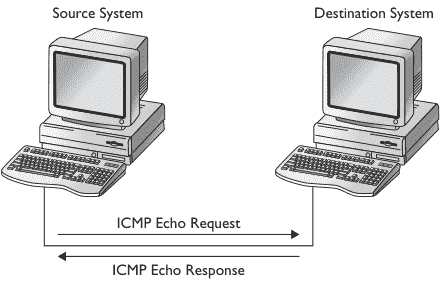 Source System
Destination System
ICMP Echo Request
ICMP Echo Response